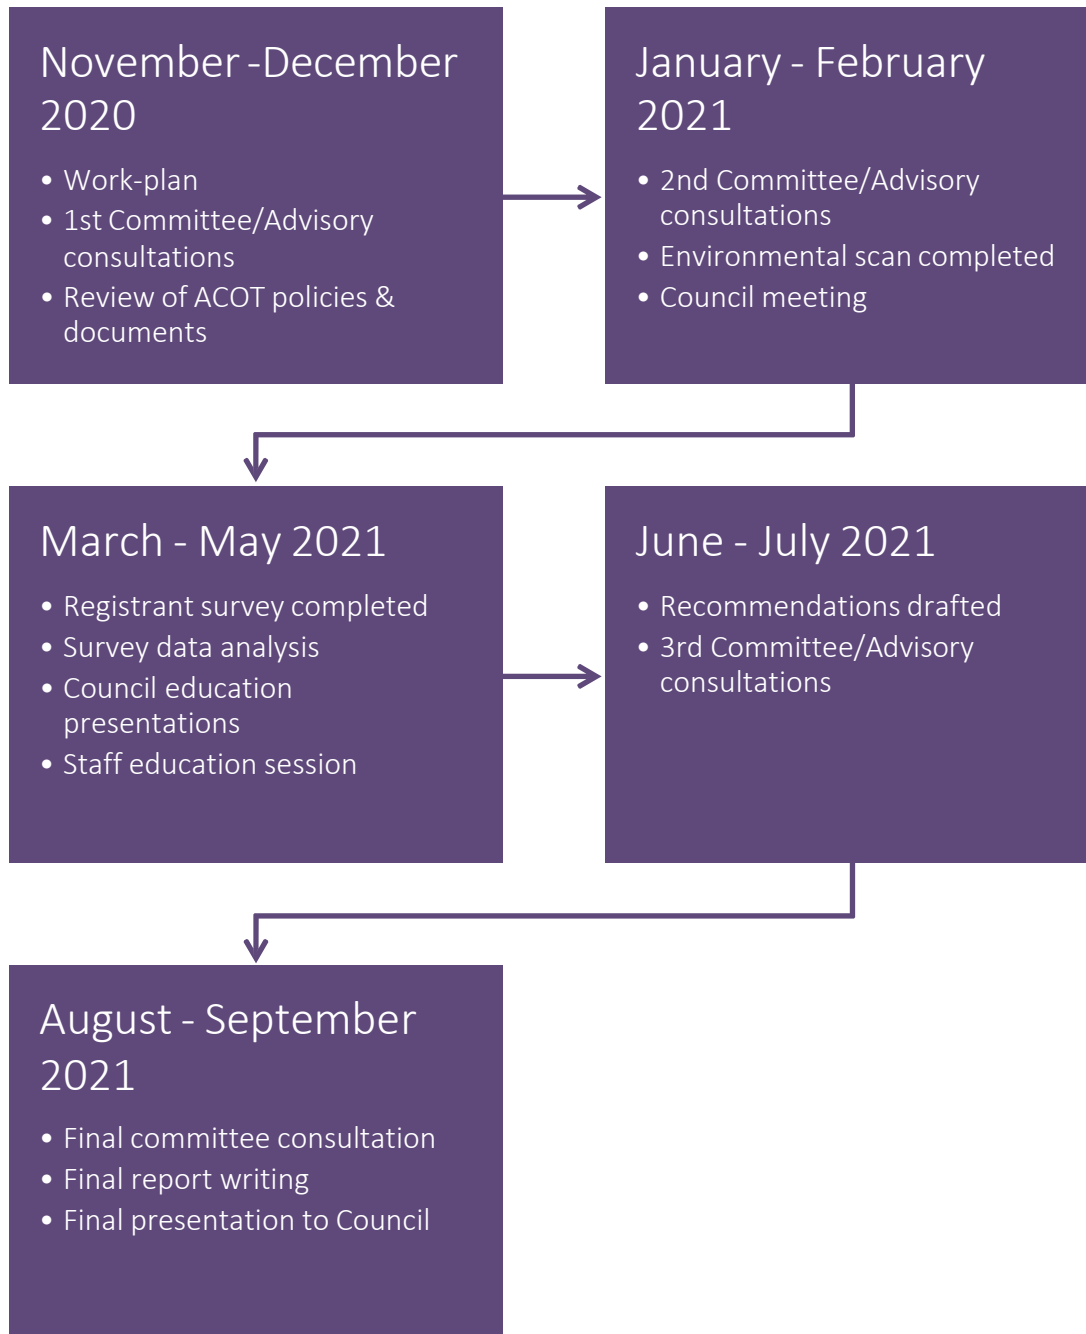 November -December
2020
• Work-plan
• 1st Committee/Advisory
consultations
• Review of ACOT policies &
documents
January - February
2021
• 2nd Committee/Advisory
consultations
• Environmental scan completed
• Council meeting
March - May 2021
• Registrant survey completed
• Survey data analysis
• Council education
presentations
• Staff education session
June - July 2021
• Recommendations drafted
• 3rd Committee/Advisory
consultations
August - September
2021
• Final committee consultation
• Final report writing
• Final presentation to Council